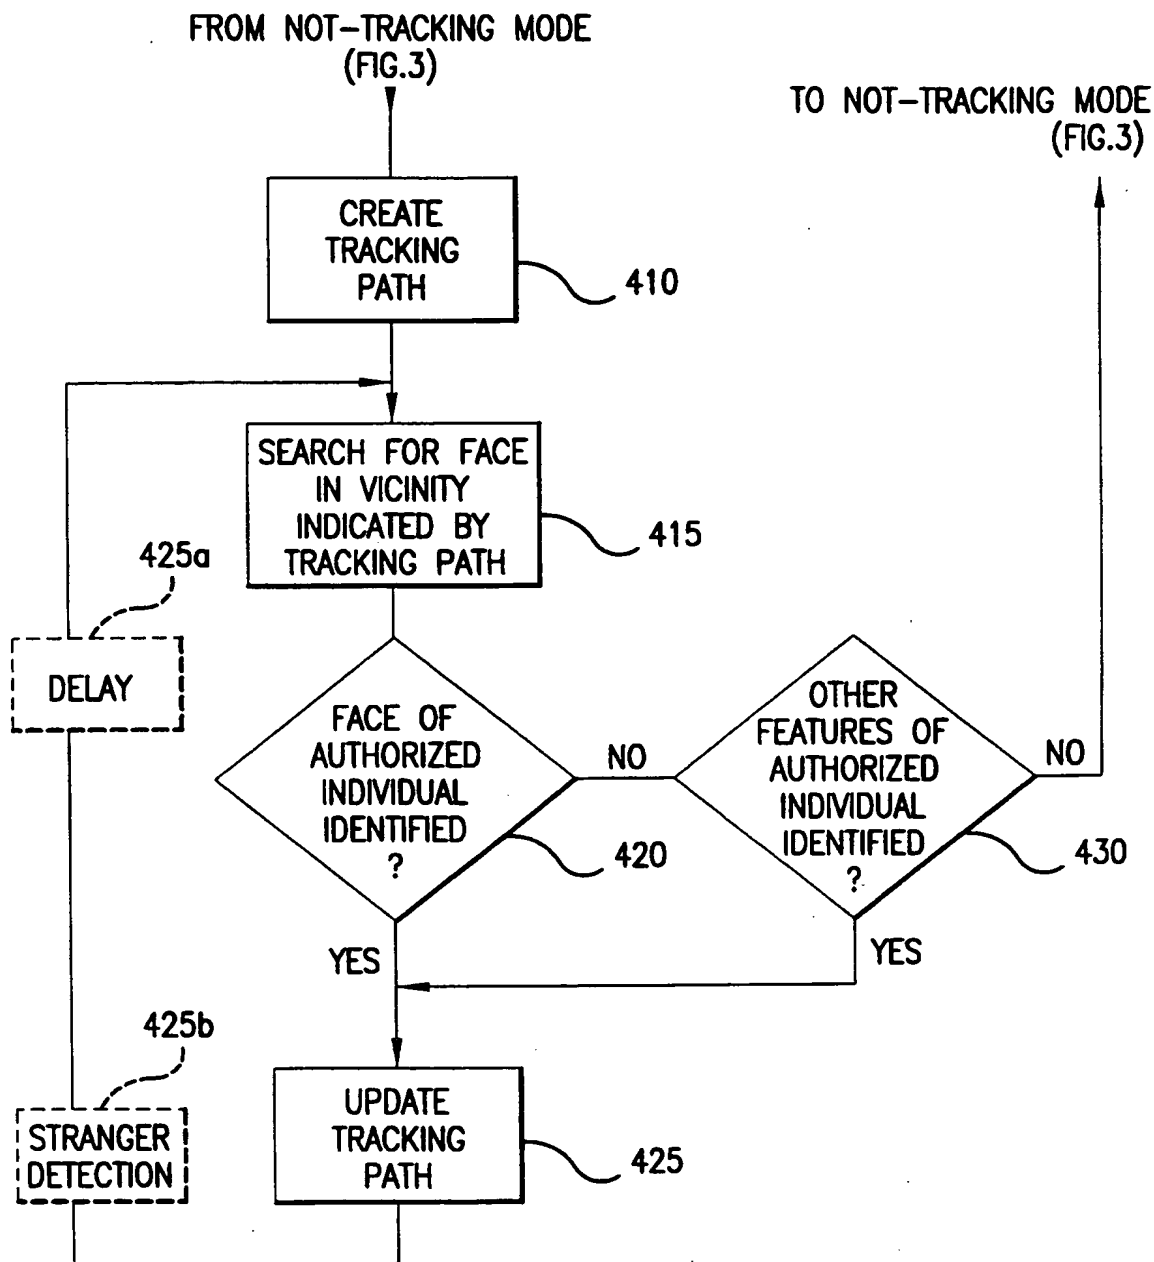 FROM NOT-TRACKING MODE
(FIG.3)
TO NOT-TRACKING MODE
(FIG.3)
CREATE
TRACKING
PATH
410
SEARCH FOR FACE
IN VICINITY
INDICATED BY
TRACKING PATH
415
425a
DELAY
FACE OF
AUTHORIZED
INDIVIDUAL
IDENTIFIED
?
420
NO
OTHER
FEATURES OF
AUTHORIZED
INDIVIDUAL
IDENTIFIED
?
430
NO
YES
YES
425b
STRANGER
DETECTION
UPDATE
TRACKING
PATH
425